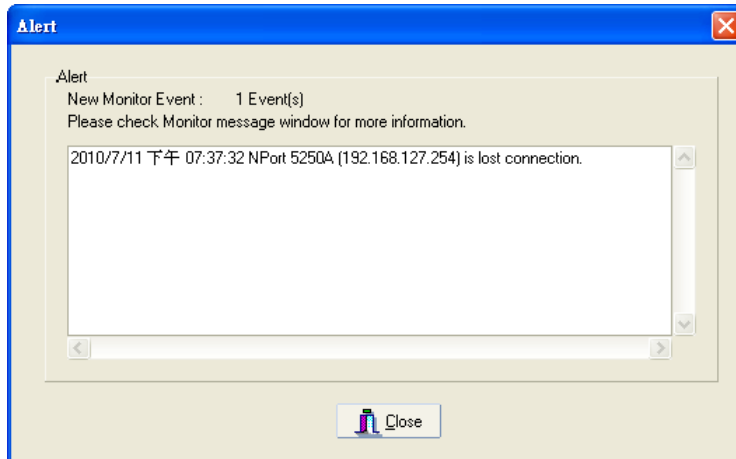 Alert
Alert
New Monitor Event : 1 Event(s)
Please check Monitor message window for more information.
2010/7/11 下午 07:37:32 NPort 5250A (192.168.127.254) is lost connection.
Close